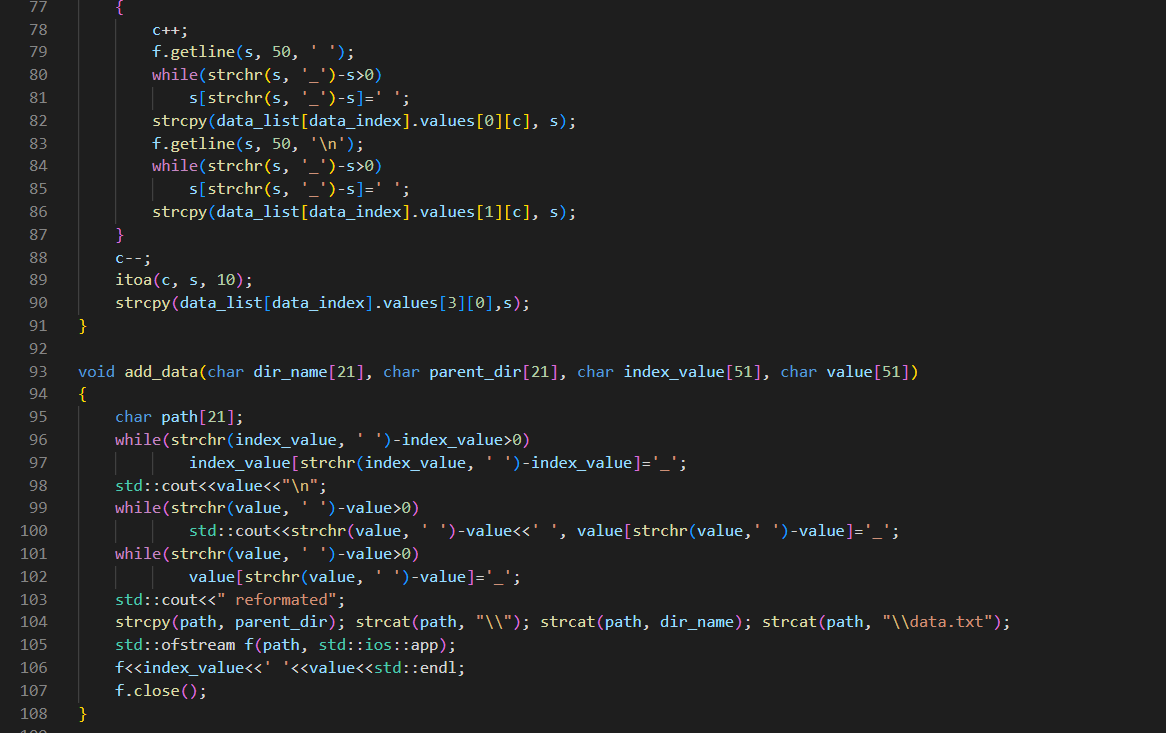 77 {
78 c++;
79 f.getline(s, 50, ' ');
80 while(strchr(s, '_')-s>0)
81 s[strchr(s, '_')-s]=' ';
82 strcpy(data_list[data_index].values[0][c], s);
83 f.getline(s, 50, '\n');
84 while(strchr(s, '_')-s>0)
85 s[strchr(s, '_')-s]=' ';
86 strcpy(data_list[data_index].values[1][c], s);
87 }
88 c--;
89 itoa(c, s, 10);
90 strcpy(data_list[data_index].values[3][0],s);
91 }
92
93 void add_data(char dir_name[21], char parent_dir[21], char index_value[51], char value[51])
94 {
95 char path[21];
96 while(strchr(index_value, ' ')-index_value>0)
97 index_value[strchr(index_value, ' ')-index_value]='_';
98 std::cout<<value<<"\n";
99 while(strchr(value, ' ')-value>0)
100 std::cout<<strchr(value, ' ')-value<<' ', value[strchr(value,' ')-value]='_';
101 while(strchr(value, ' ')-value>0)
102 value[strchr(value, ' ')-value]='_';
103 std::cout<<" reformated";
104 strcpy(path, parent_dir); strcat(path, "\\"); strcat(path, dir_name); strcat(path, "\\data.txt");
105 std::ofstream f(path, std::ios::app);
106 f<<index_value<<' '<<value<<std::endl;
107 f.close();
108 }